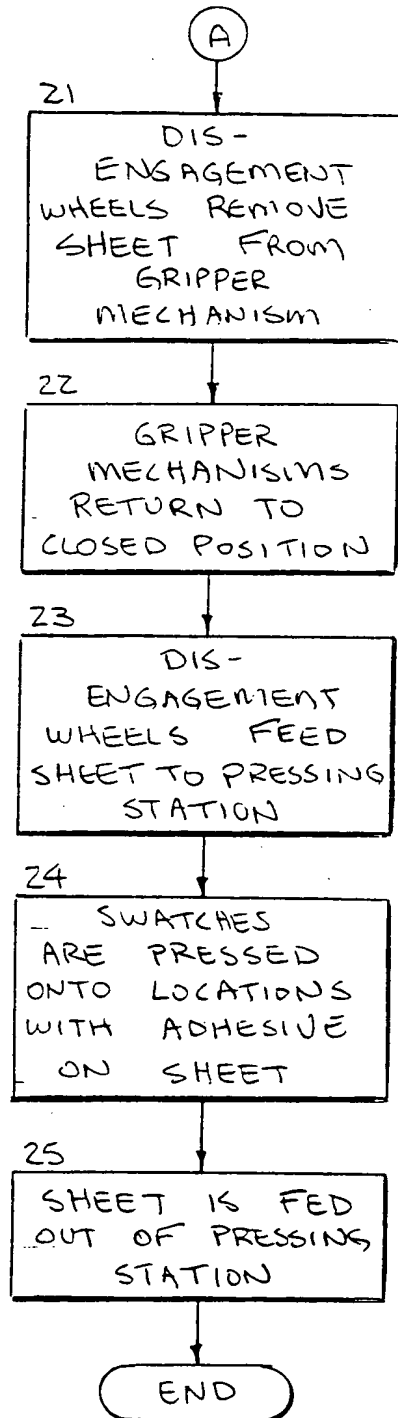 A
21
DIS-
ENGAGEMENT
WHEELS REMOVE
SHEET FROM
GRIPPER
MECHANISM
22
GRIPPER
MECHANISMS
RETURN TO
CLOSED POSITION
23
DIS-
ENGAGEMENT
WHEELS FEED
SHEET TO PRESSING
STATION
24
SWATCHES
ARE PRESSED
ONTO LOCATIONS
WITH ADHESIVE
ON SHEET
25
SHEET IS FED
OUT OF PRESSING
STATION
END